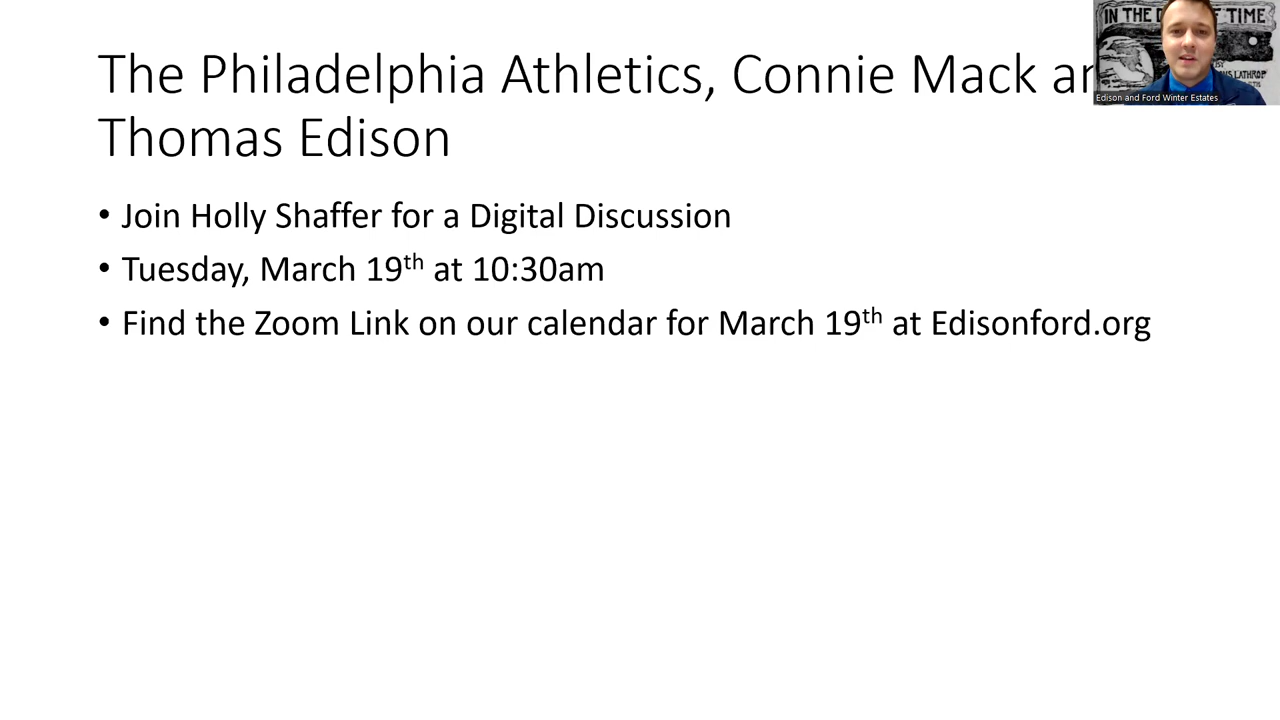 The Philadelphia Athletics, Connie Mack
Thomas Edison
• Join Holly Shaffer for a Digital Discussion
• Tuesday, March 19th at 10:30am
• Find the Zoom Link on our calendar for March 19th at Edisonford.org
IN THE TIME
LATHROP
Edison and Ford Winter Estates